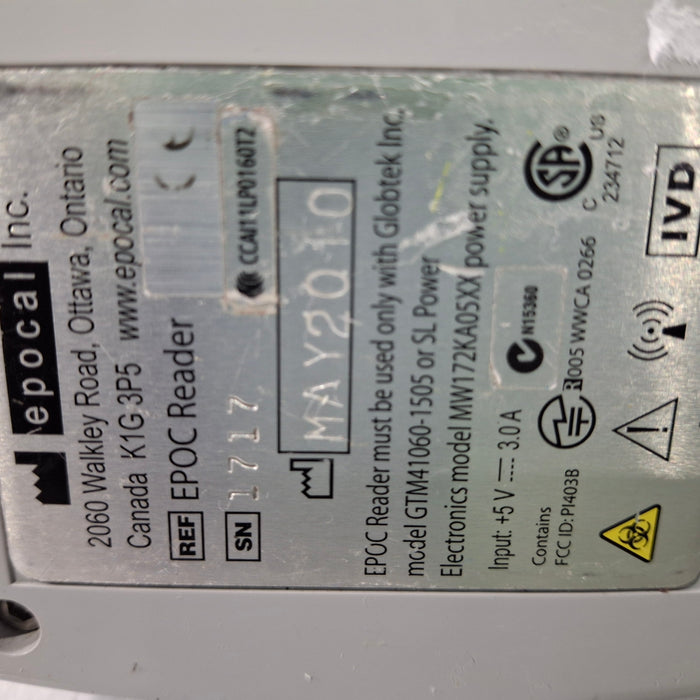 epocal Inc.
2060 Walkley Road, Ottawa, Ontario
Canada K1G 3P5 www.epocal.com
REF EPOC Reader
SN 1717
CCAI11LP0160T2
MAY2010
EPOC Reader must be used only with Globtek Inc.
model GTM41060-1505 or SL Power
Electronics model MW172KA05XX power supply.
Input: +5 V 3.0 A
N15360
Contains
FCC ID: PI403B
R 005 WWCA 0266
SA®
C US
234712
IVD